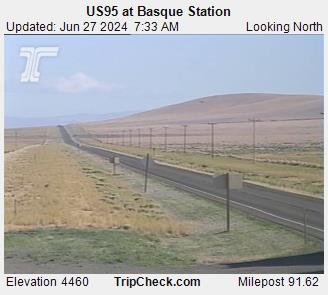 US95 at Basque Station
Updated: Jun 27 2024 7:33 AM Looking North
Elevation 4460 TripCheck.com Milepost 91.62